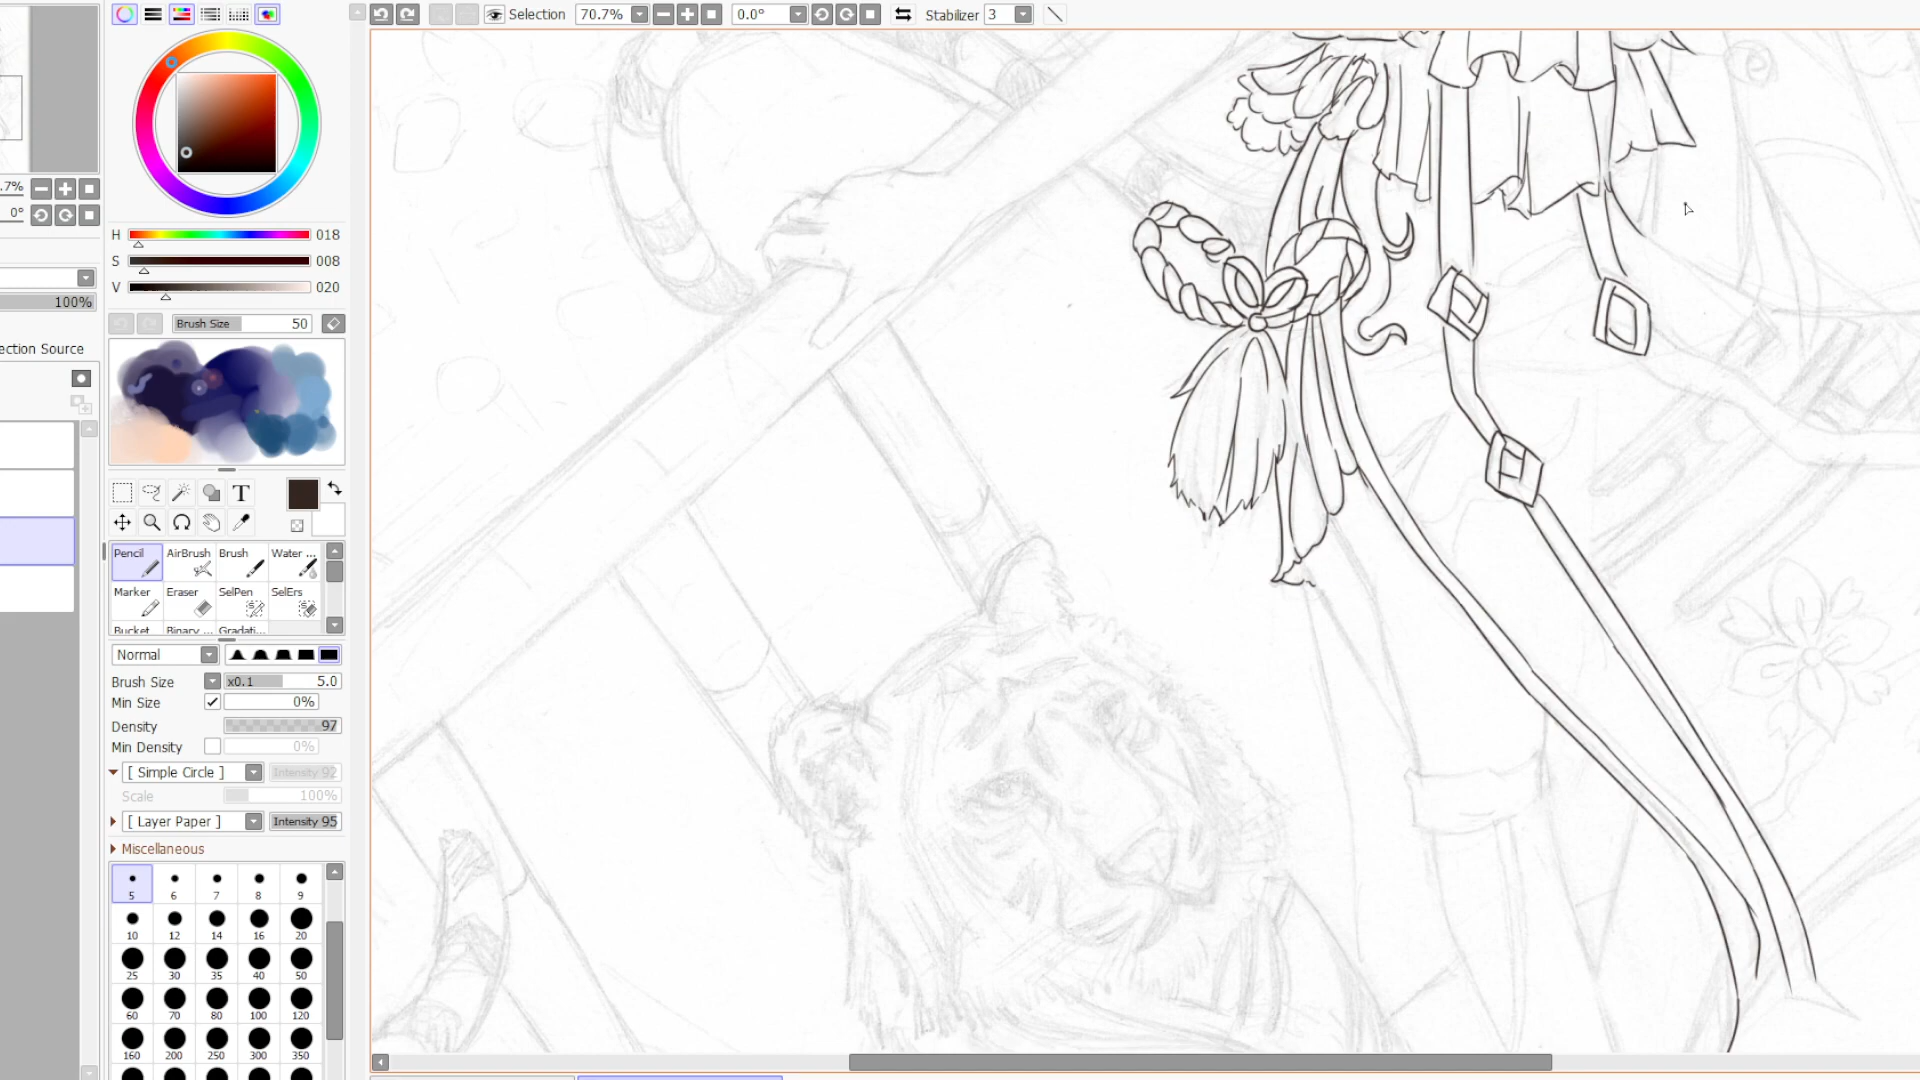 Selection 70.7% 0.0° Stabilizer 3
.7%
0°
H 018
S 008
V 020
100%
Brush Size 50
ection Source
T
Pencil AirBrush Brush Water ...
Marker Eraser SelPen SelErs
Bucket Binary ... Gradati...
Normal
Brush Size x0.1 5.0
Min Size 0%
Density 97
Min Density 0%
[ Simple Circle ] Intensity 92
Scale 100%
[ Layer Paper ] Intensity 95
Miscellaneous
5 6 7 8 9
10 12 14 16 20
25 30 35 40 50
60 70 80 100 120
160 200 250 300 350